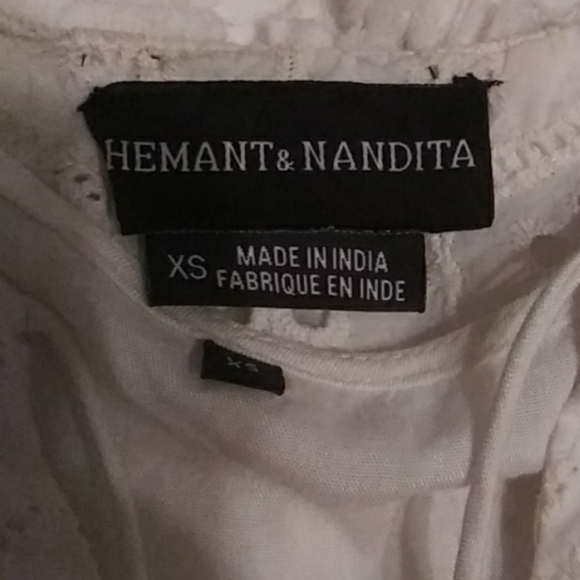 HEMANT & NANDITA
XS MADE IN INDIA
FABRIQUE EN INDE
XS